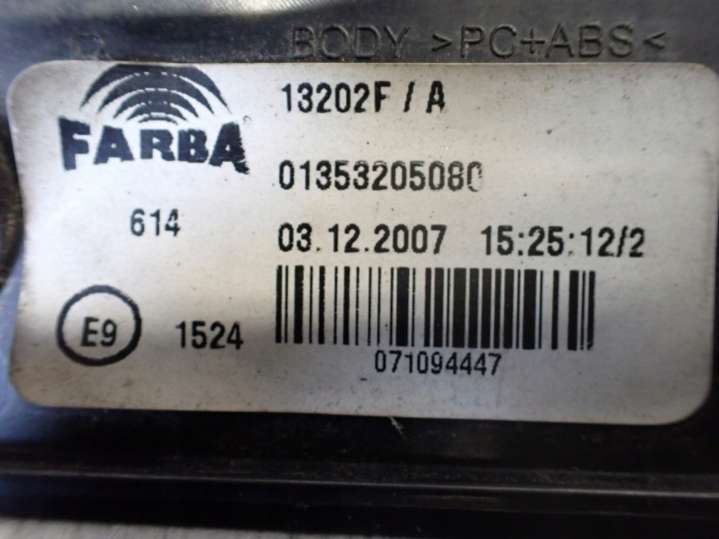 BODY >PC+ABS<
FARBA
13202F / A
01353205080
614
03.12.2007 15:25:12/2
E9
1524
071094447